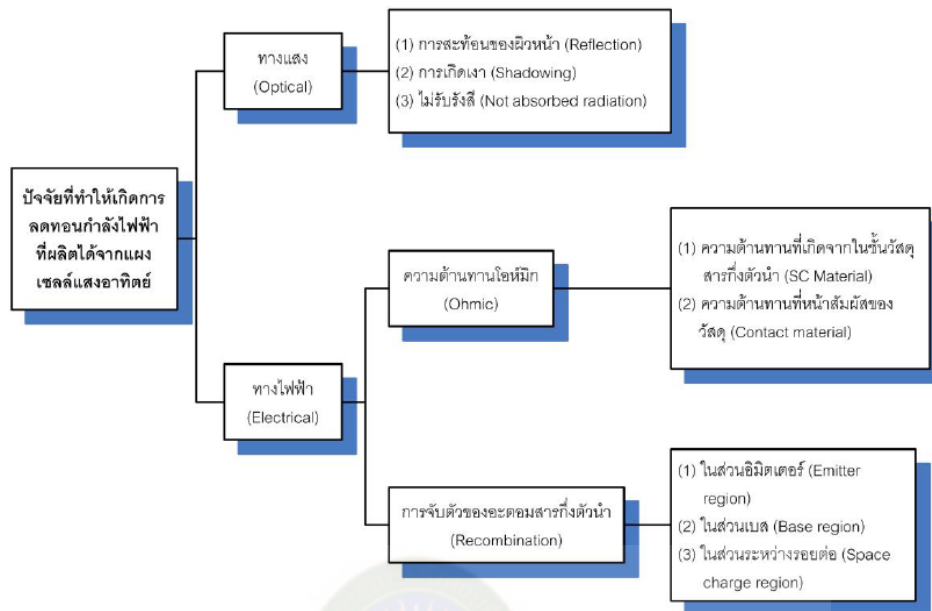 ทางแสง
(Optical)
(1) การสะท้อนของผิวหน้า (Reflection)
(2) การเกิดเงา (Shadowing)
(3) ไม่รับรังสี (Not absorbed radiation)
ปัจจัยที่ทำให้เกิดการ
ลดทอนกำลังไฟฟ้า
ที่ผลิตได้จากแผง
เซลล์แสงอาทิตย์
ความต้านทานโอห์มิก
(Ohmic)
(1) ความต้านทานที่เกิดจากในชั้นวัสดุ
สารกึ่งตัวนำ (SC Material)
(2) ความต้านทานที่หน้าสัมผัสของ
วัสดุ (Contact material)
ทางไฟฟ้า
(Electrical)
การจับตัวของอะตอมสารกึ่งตัวนำ
(Recombination)
(1) ในส่วนอิมิตเตอร์ (Emitter
region)
(2) ในส่วนเบส (Base region)
(3) ในส่วนระหว่างรอยต่อ (Space
charge region)